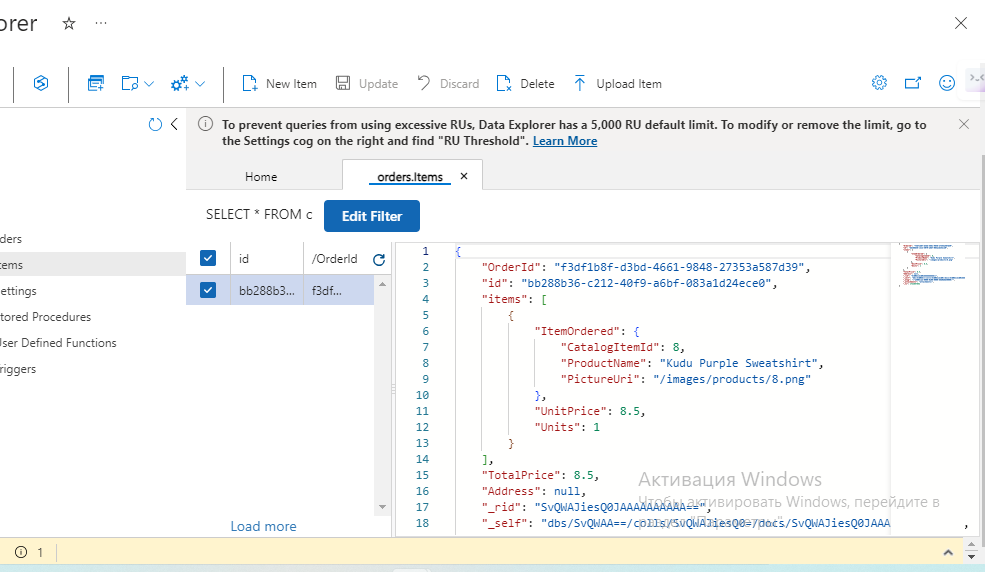 orer
New Item
Update
Discard
Delete
Upload Item
To prevent queries from using excessive RUs, Data Explorer has a 5,000 RU default limit. To modify or remove the limit, go to
the Settings cog on the right and find "RU Threshold". Learn More
Home
orders.Items
SELECT * FROM c
Edit Filter
ders
ems
ettings
tored Procedures
ser Defined Functions
riggers
id
/OrderId
bb288b3...
f3df...
Load more
1 {
2 "OrderId": "f3df1b8f-d3bd-4661-9848-27353a587d39",
3 "id": "bb288b36-c212-40f9-a6bf-083a1d24ece0",
4 "items": [
5 {
6 "ItemOrdered": {
7 "CatalogItemId": 8,
8 "ProductName": "Kudu Purple Sweatshirt",
9 "PictureUri": "/images/products/8.png"
10 },
11 "UnitPrice": 8.5,
12 "Units": 1
13 }
14 ],
15 "TotalPrice": 8.5,
16 "Address": null,
17 "_rid": "SvQWAJiesQ0JAAAAAAAAAA==",
18 "_self": "dbs/SvQWAA==/colls/SvQWAJiesQ0=/docs/SvQWAJiesQ0JAAA
Активация Windows
Чтобы активировать Windows, перейдите в
1